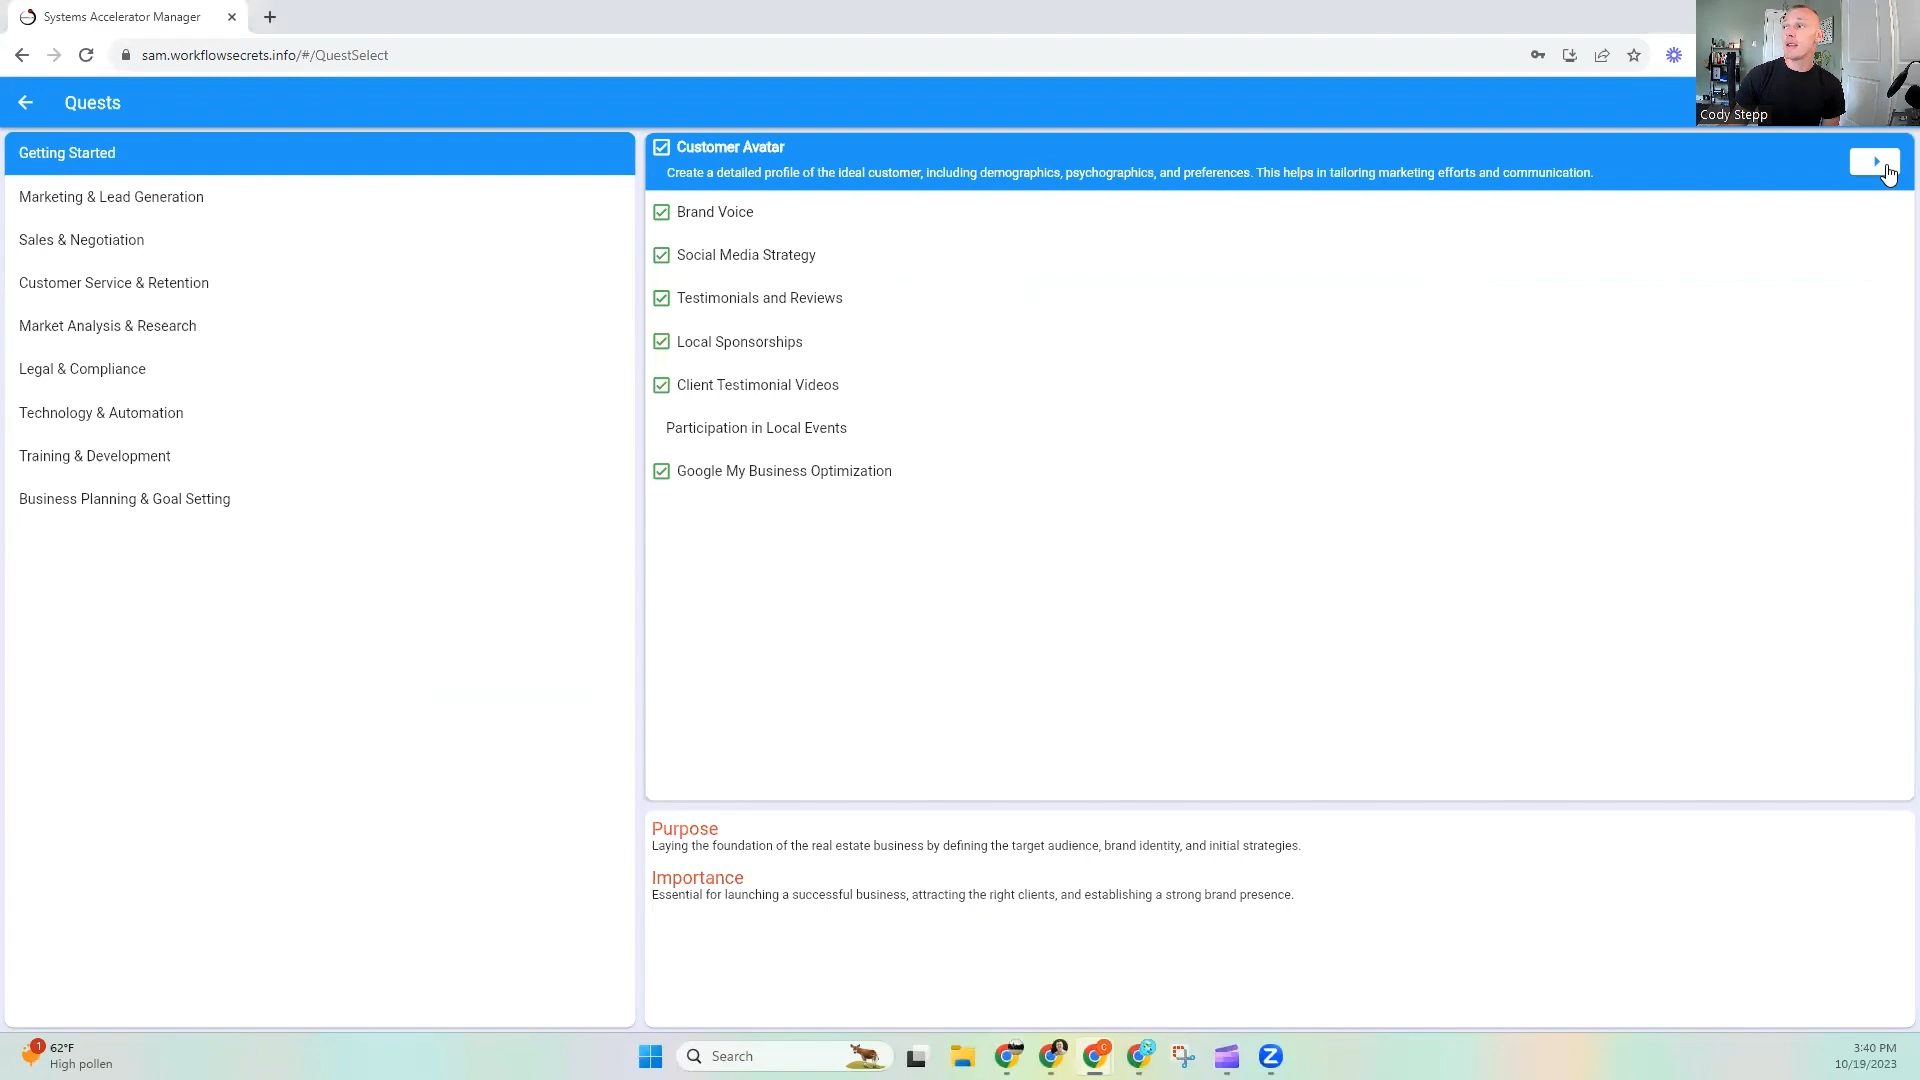 Systems Accelerator Manager
sam.workflowsecrets.info/#/QuestSelect
Cody Stepp
Quests
Getting Started
Marketing & Lead Generation
Sales & Negotiation
Customer Service & Retention
Market Analysis & Research
Legal & Compliance
Technology & Automation
Training & Development
Business Planning & Goal Setting
Customer Avatar
Create a detailed profile of the ideal customer, including demographics, psychographics, and preferences. This helps in tailoring marketing efforts and communication.
Brand Voice
Social Media Strategy
Testimonials and Reviews
Local Sponsorships
Client Testimonial Videos
Participation in Local Events
Google My Business Optimization
Purpose
Laying the foundation of the real estate business by defining the target audience, brand identity, and initial strategies.
Importance
Essential for launching a successful business, attracting the right clients, and establishing a strong brand presence.
1
62°F
High pollen
Search
C
Z
3:40 PM
10/19/2023